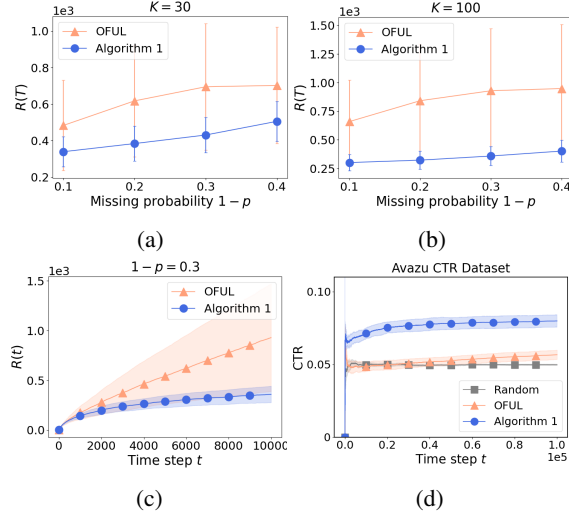 K = 30
1e3
OFUL
Algorithm 1
R(T)
1.0
0.8
0.6
0.4
0.2
0.1
0.2
0.3
0.4
Missing probability 1 − p
(a)
K = 100
1e3
OFUL
Algorithm 1
R(T)
1.50
1.25
1.00
0.75
0.50
0.25
0.1
0.2
0.3
0.4
Missing probability 1 − p
(b)
1 − p = 0.3
1e3
OFUL
Algorithm 1
R(t)
1.5
1.0
0.5
0.0
0
2000
4000
6000
8000
10000
Time step t
(c)
Avazu CTR Dataset
CTR
0.10
0.05
0
Random
OFUL
Algorithm 1
0.0
0.2
0.4
0.6
0.8
1.0
1e5
Time step t
(d)